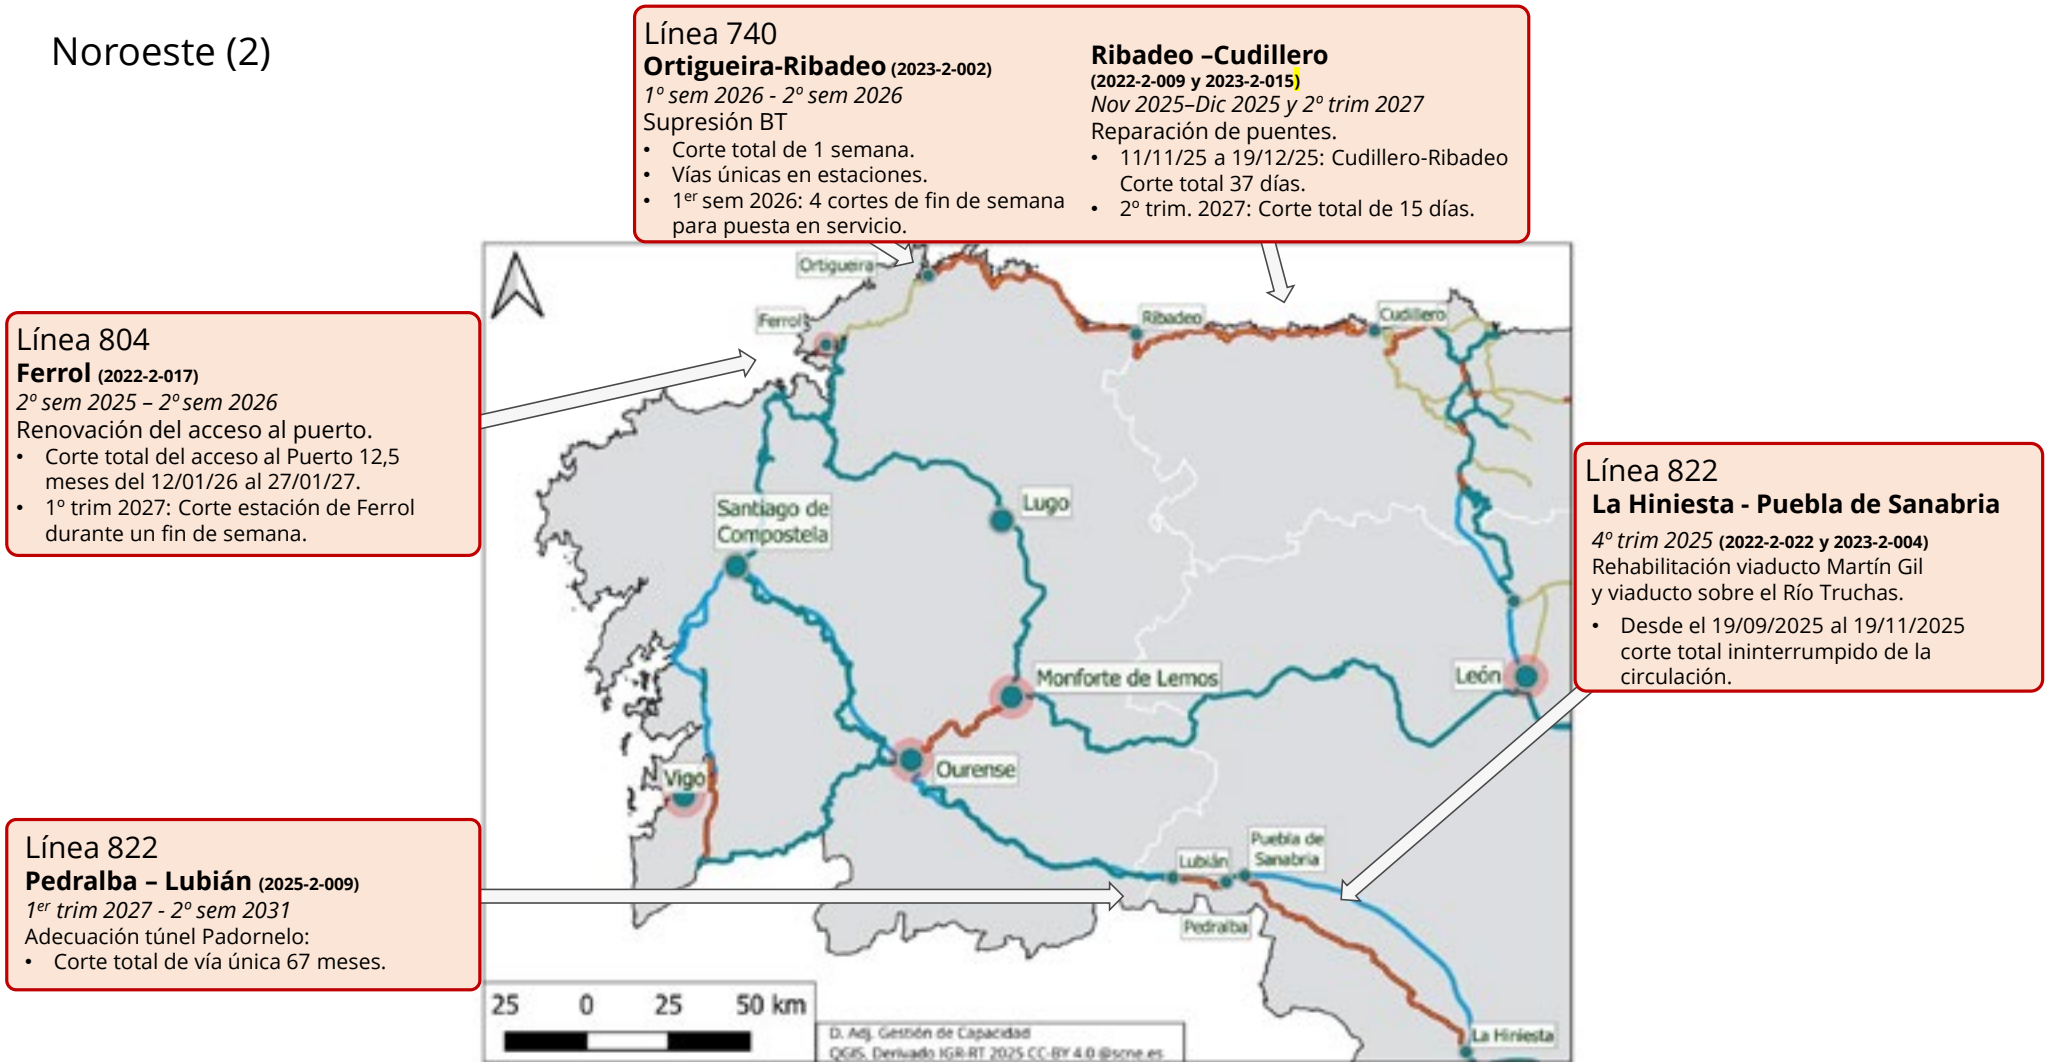 Noroeste (2)
Línea 740
Ortigueira-Ribadeo (2023-2-002)
1º sem 2026 - 2º sem 2026
Supresión BT
• Corte total de 1 semana.
• Vías únicas en estaciones.
• 1er sem 2026: 4 cortes de fin de semana
para puesta en servicio.
Ribadeo –Cudillero
(2022-2-009 y 2023-2-015)
Nov 2025–Dic 2025 y 2º trim 2027
Reparación de puentes.
• 11/11/25 a 19/12/25: Cudillero-Ribadeo
Corte total 37 días.
• 2º trim. 2027: Corte total de 15 días.
Línea 804
Ferrol (2022-2-017)
2º sem 2025 – 2º sem 2026
Renovación del acceso al puerto.
• Corte total del acceso al Puerto 12,5
meses del 12/01/26 al 27/01/27.
• 1º trim 2027: Corte estación de Ferrol
durante un fin de semana.
Línea 822
La Hiniesta - Puebla de Sanabria
4º trim 2025 (2022-2-022 y 2023-2-004)
Rehabilitación viaducto Martín Gil
y viaducto sobre el Río Truchas.
• Desde el 19/09/2025 al 19/11/2025
corte total ininterrumpido de la
circulación.
Línea 822
Pedralba – Lubián (2025-2-009)
1er trim 2027 - 2º sem 2031
Adecuación túnel Padornelo:
• Corte total de vía única 67 meses.
Ortigueira
Ferrol
Ribadeo
Cudillero
Santiago de
Compostela
Lugo
Monforte de Lemos
León
Ourense
Vigo
Lubián
Puebla de
Sanabria
Pedralba
La Hiniesta
25 0 25 50 km
D. Adj. Gestión de Capacidad
QGIS. Derivado IGR-RT 2025 CC-BY 4.0 @scne.es